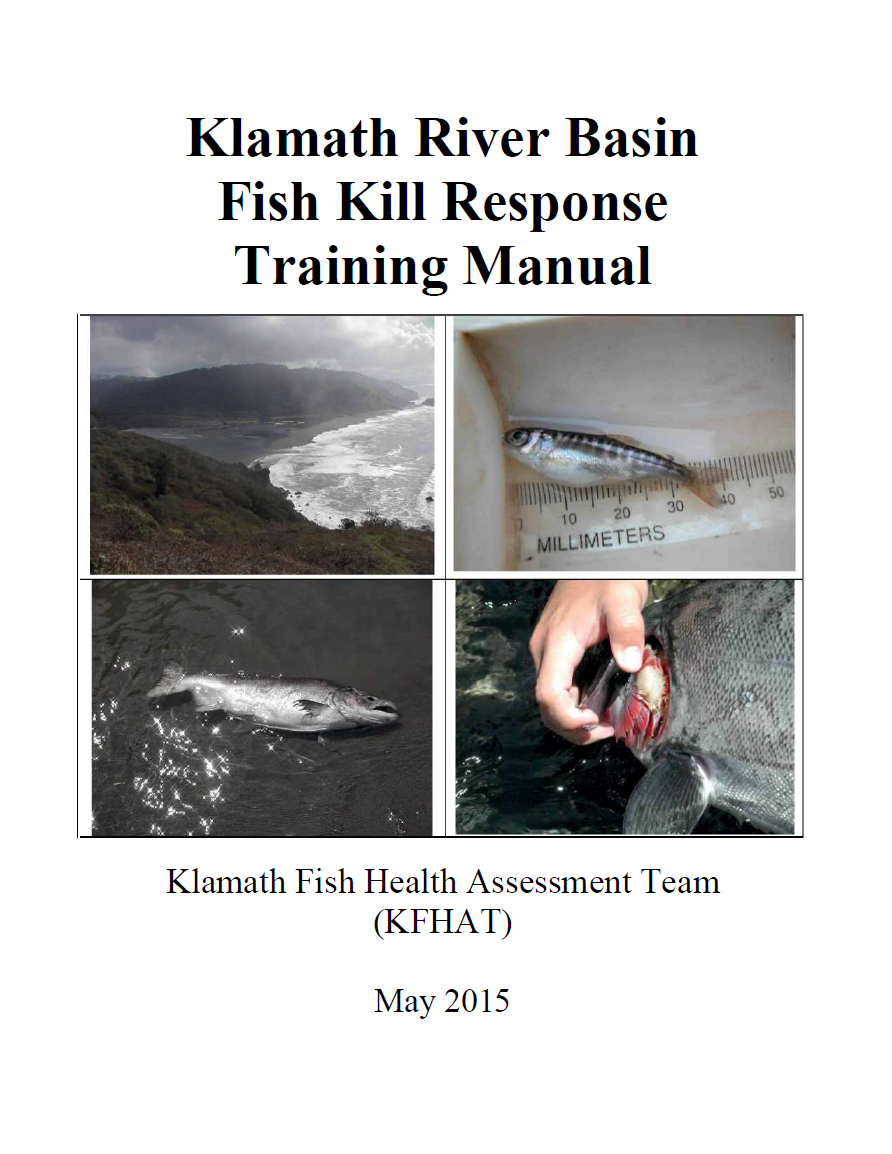 Klamath River Basin
Fish Kill Response
Training Manual
10 20 30 40 50
MILLIMETERS
Klamath Fish Health Assessment Team
(KFHAT)
May 2015